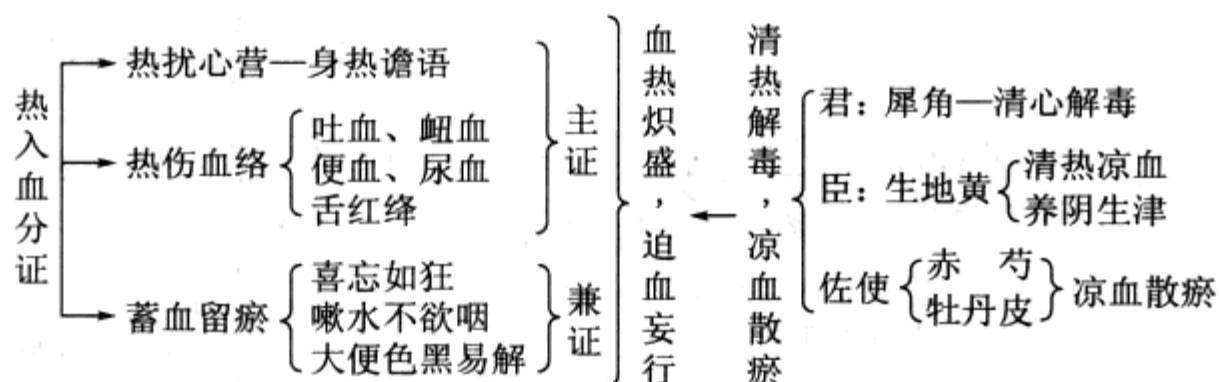 热入血分证
热扰心营—身热谵语
热伤血络
吐血、衄血
便血、尿血
舌红绛
主证
蓄血留瘀
喜忘如狂
嗽水不欲咽
大便色黑易解
兼证
血热炽盛，迫血妄行
清热解毒，凉血散瘀
君：犀角—清心解毒
臣：生地黄
清热凉血
养阴生津
佐使
赤 芍
牡丹皮
凉血散瘀